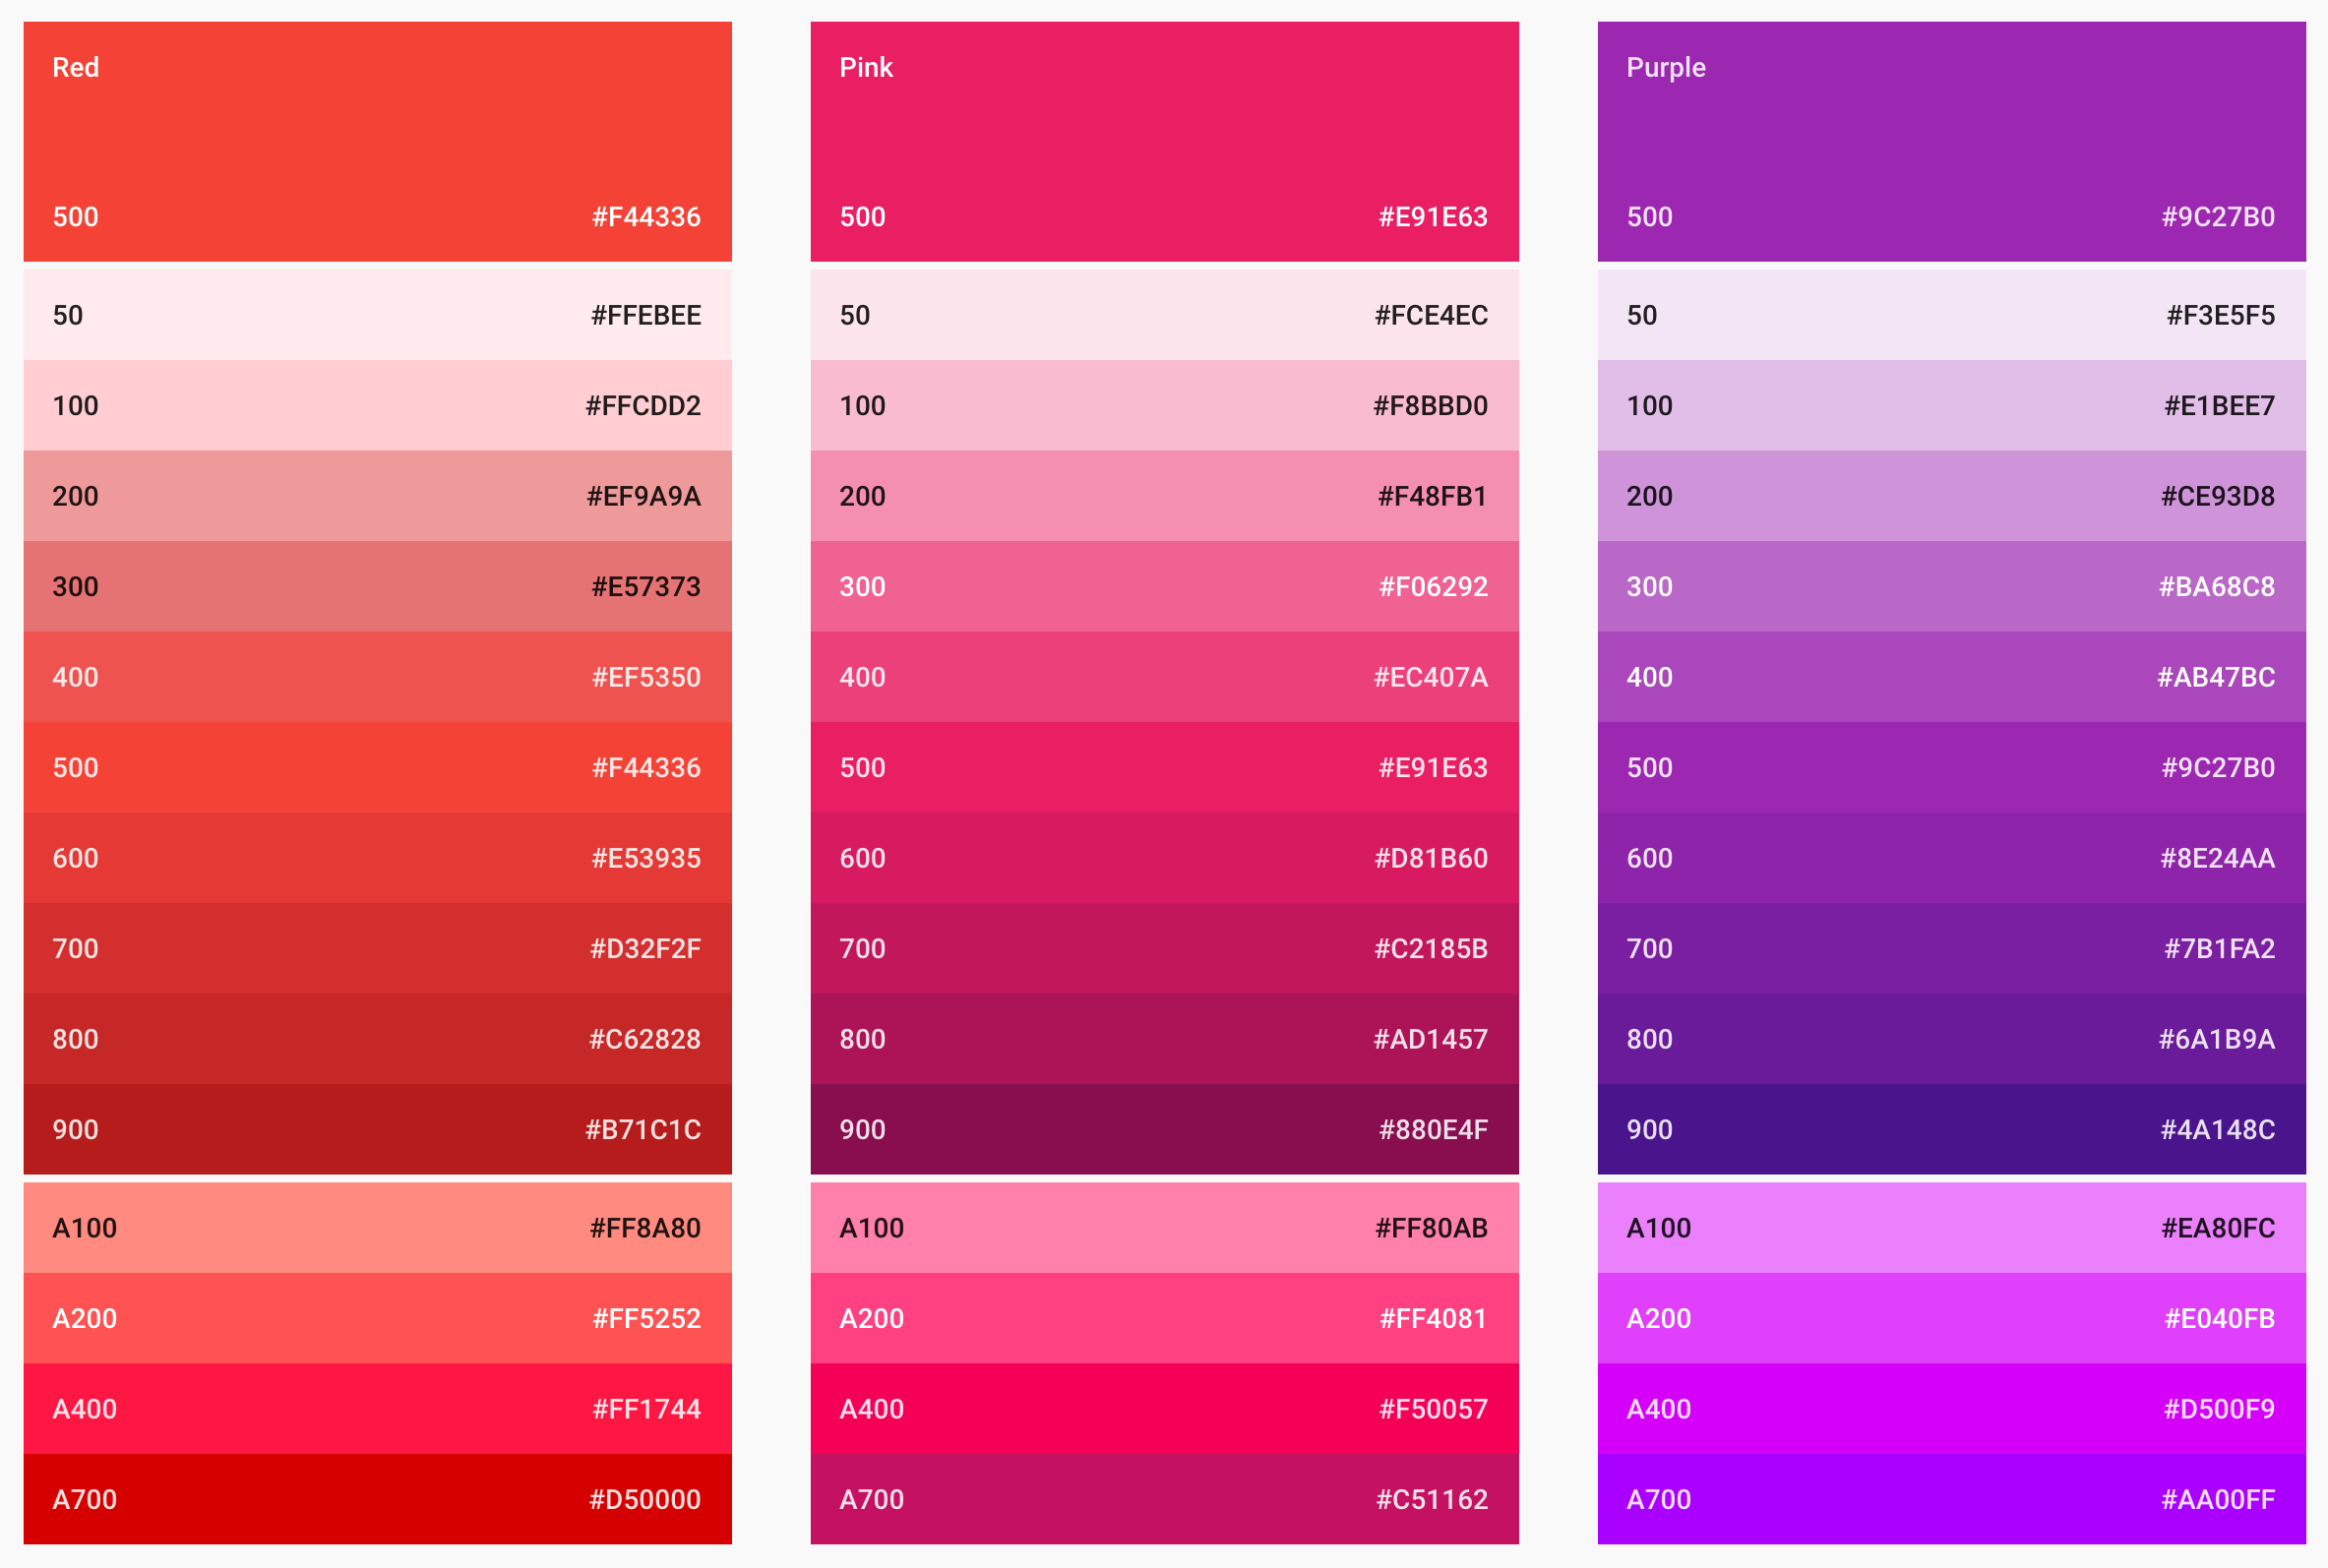 Red
500 #F44336
50 #FFEBEE
100 #FFCDD2
200 #EF9A9A
300 #E57373
400 #EF5350
500 #F44336
600 #E53935
700 #D32F2F
800 #C62828
900 #B71C1C
A100 #FF8A80
A200 #FF5252
A400 #FF1744
A700 #D50000
Pink
500 #E91E63
50 #FCE4EC
100 #F8BBD0
200 #F48FB1
300 #F06292
400 #EC407A
500 #E91E63
600 #D81B60
700 #C2185B
800 #AD1457
900 #880E4F
A100 #FF80AB
A200 #FF4081
A400 #F50057
A700 #C51162
Purple
500 #9C27B0
50 #F3E5F5
100 #E1BEE7
200 #CE93D8
300 #BA68C8
400 #AB47BC
500 #9C27B0
600 #8E24AA
700 #7B1FA2
800 #6A1B9A
900 #4A148C
A100 #EA80FC
A200 #E040FB
A400 #D500F9
A700 #AA00FF